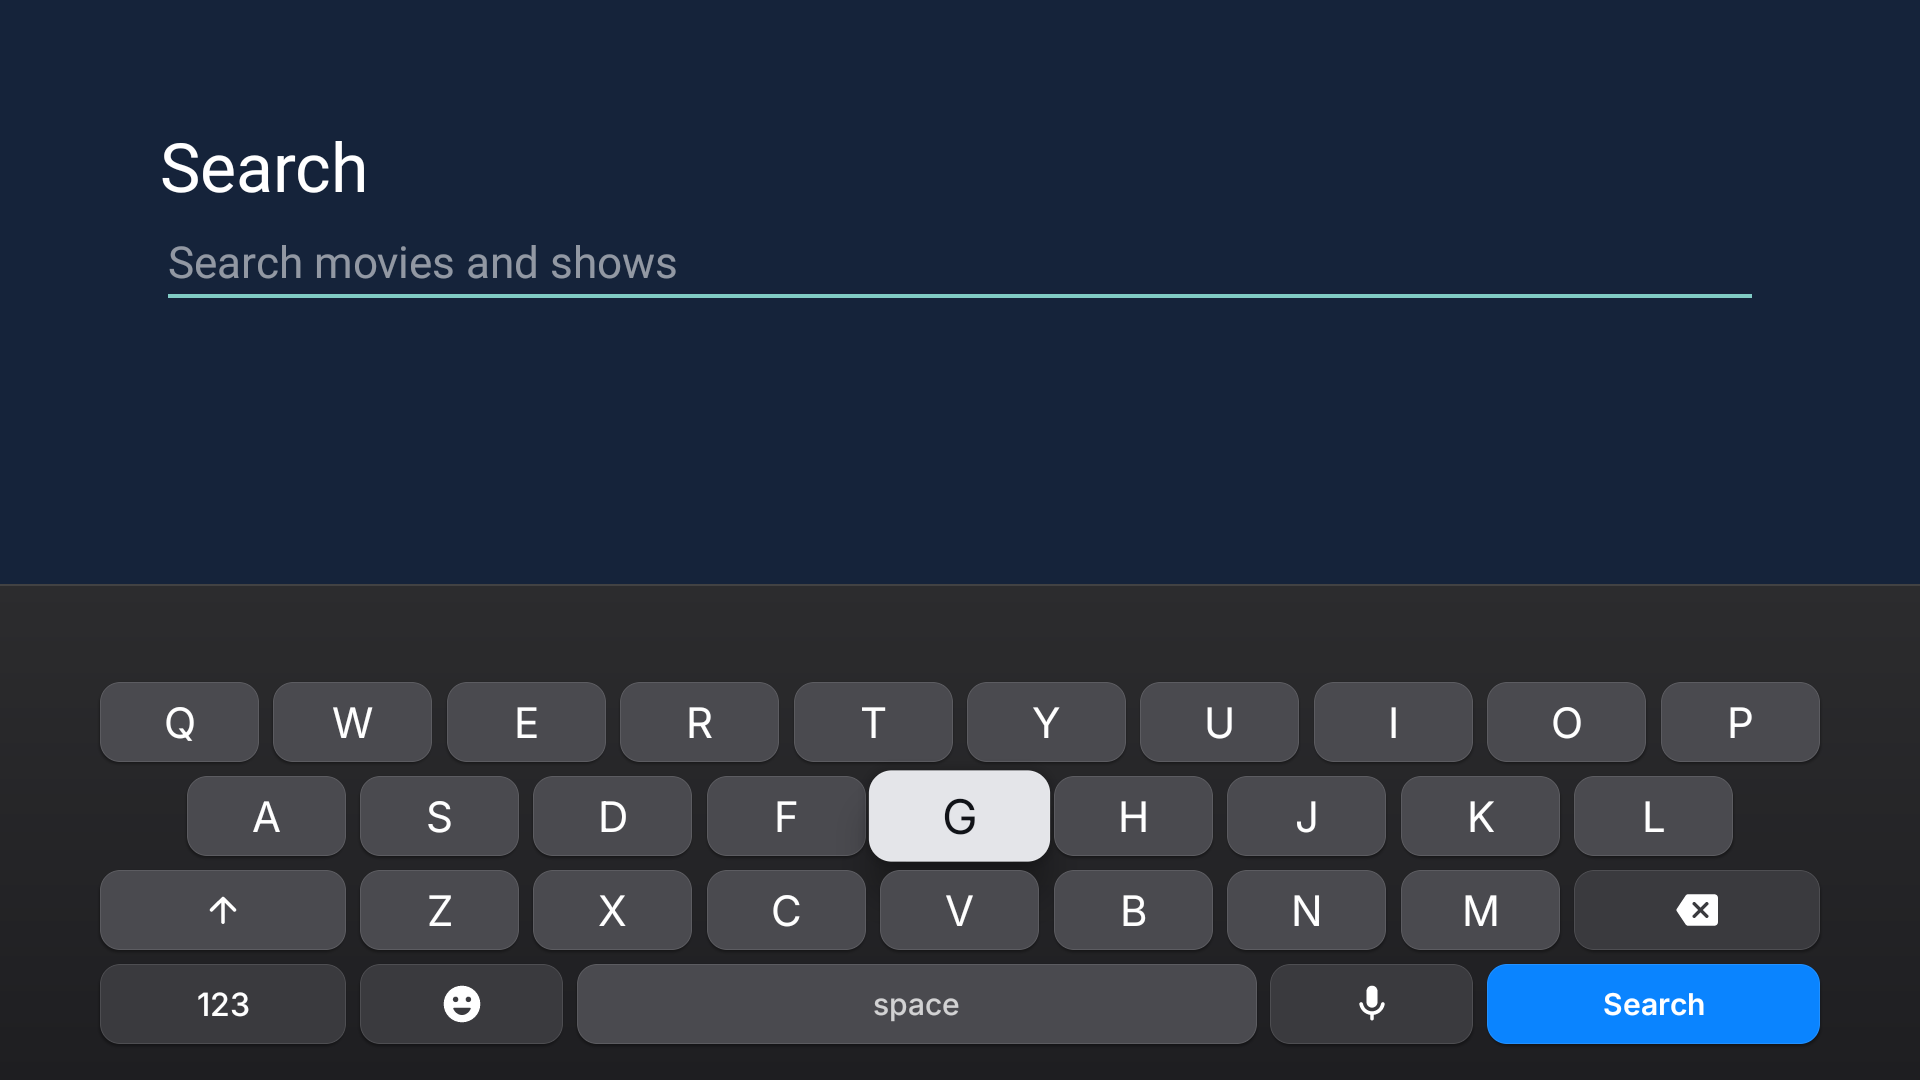 Search
Search movies and shows
Q W E R T Y U I O P
A S D F G H J K L
Z X C V B N M
123 space Search